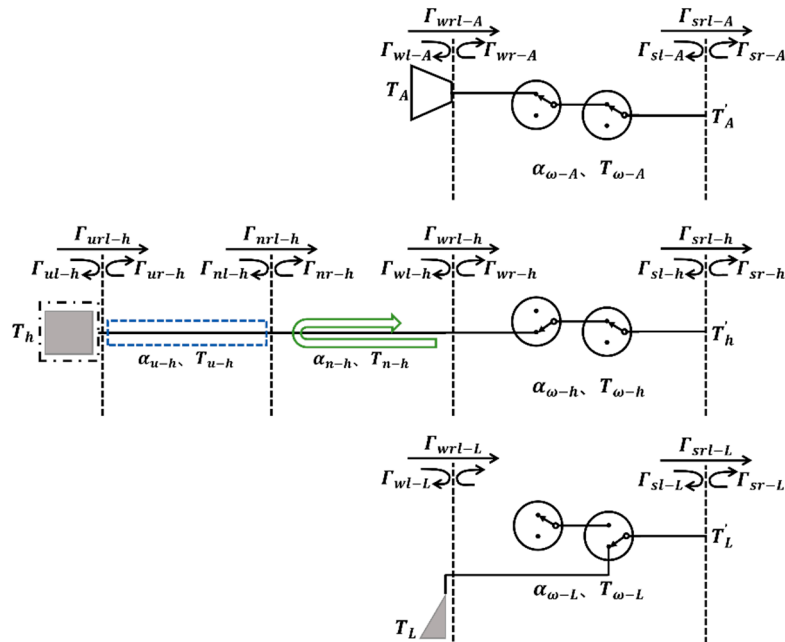 Γwrl−A Γsrl−A
Γwl−A Γwr−A Γsl−A Γsr−A
TA T'A
αω−A、 Tω−A
Γurl−h Γnrl−h Γwrl−h Γsrl−h
Γul−h Γur−h Γnl−h Γnr−h Γwl−h Γwr−h Γsl−h Γsr−h
Th T'h
αu−h、 Tu−h αn−h、 Tn−h
αω−h、 Tω−h
Γwrl−L Γsrl−L
Γwl−L Γsl−L Γsr−L
T'L
αω−L、 Tω−L
TL